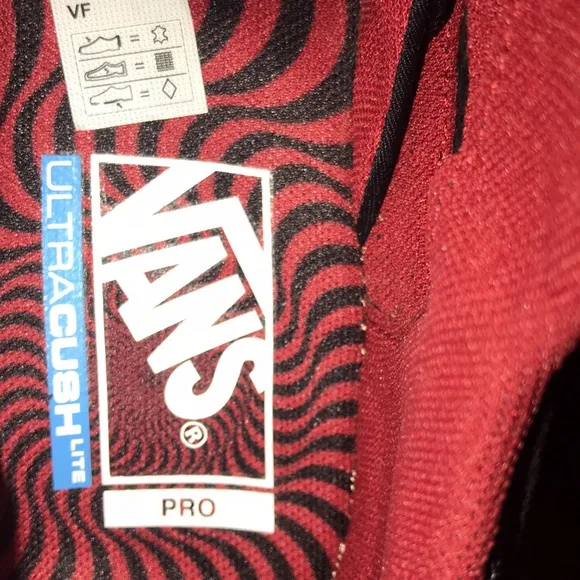 VF
=
=
=
ULTRACUSH LITE
VANS®
PRO